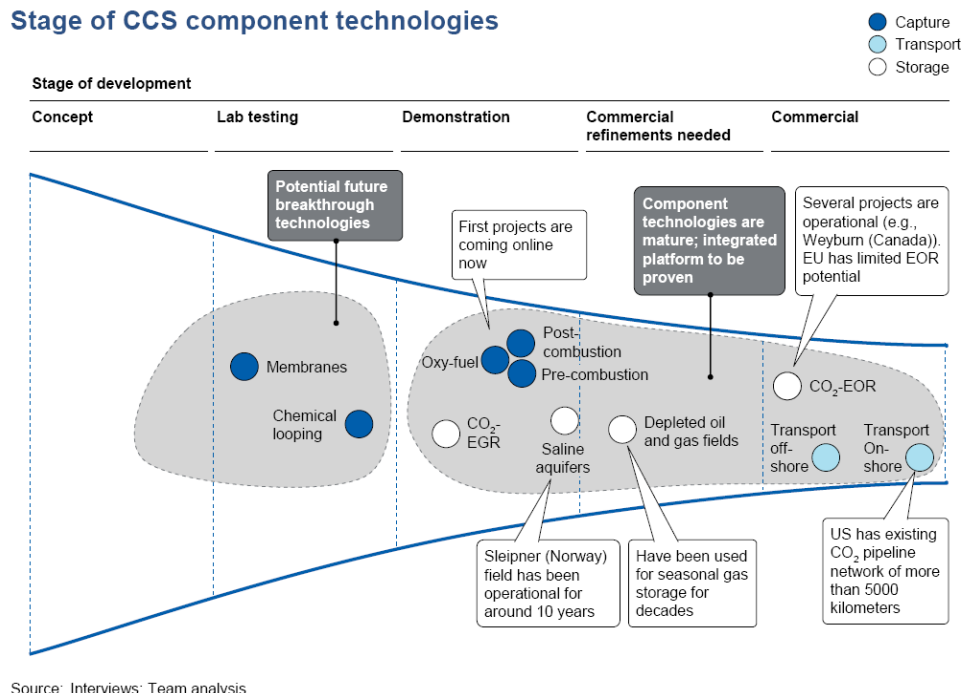 Stage of CCS component technologies
Capture
Transport
Storage
Stage of development
Concept
Lab testing
Demonstration
Commercial
refinements needed
Commercial
Potential future
breakthrough
technologies
First projects are
coming online
now
Component
technologies are
mature; integrated
platform to be
proven
Several projects are
operational (e.g.,
Weyburn (Canada)).
EU has limited EOR
potential
Membranes
Chemical
looping
Oxy-fuel
Post-
combustion
Pre-combustion
CO₂-
EGR
Saline
aquifers
Depleted oil
and gas fields
CO₂-EOR
Transport
off-
shore
Transport
On-
shore
Sleipner (Norway)
field has been
operational for
around 10 years
Have been used
for seasonal gas
storage for
decades
US has existing
CO₂ pipeline
network of more
than 5000
kilometers
Source: Interviews; Team analysis